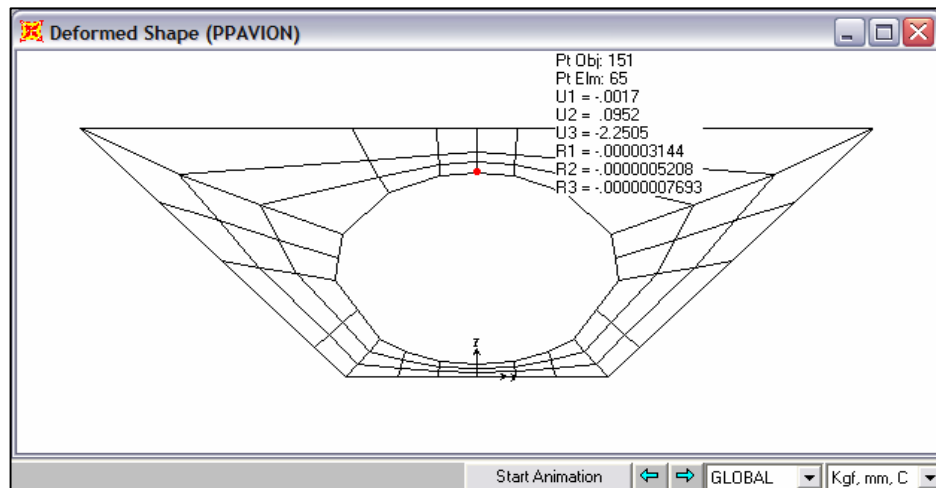 Deformed Shape (PPAVION)
Pt Obj: 151
Pt Elm: 65
U1 = -.0017
U2 = .0952
U3 = -2.2505
R1 = -.000003144
R2 = -.0000005208
R3 = -.00000007693
Z
X
Start Animation
GLOBAL
Kgf, mm, C